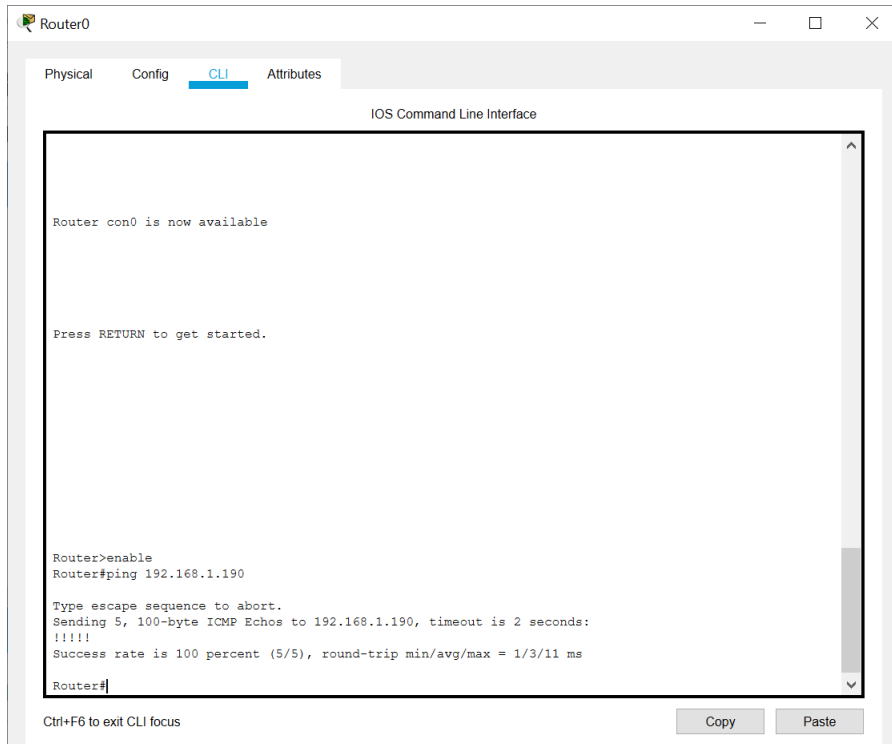 Router0
Physical Config CLI Attributes
IOS Command Line Interface
Router con0 is now available
Press RETURN to get started.
Router>enable
Router#ping 192.168.1.190
Type escape sequence to abort.
Sending 5, 100-byte ICMP Echos to 192.168.1.190, timeout is 2 seconds:
!!!!!
Success rate is 100 percent (5/5), round-trip min/avg/max = 1/3/11 ms
Router#
Ctrl+F6 to exit CLI focus
Copy Paste